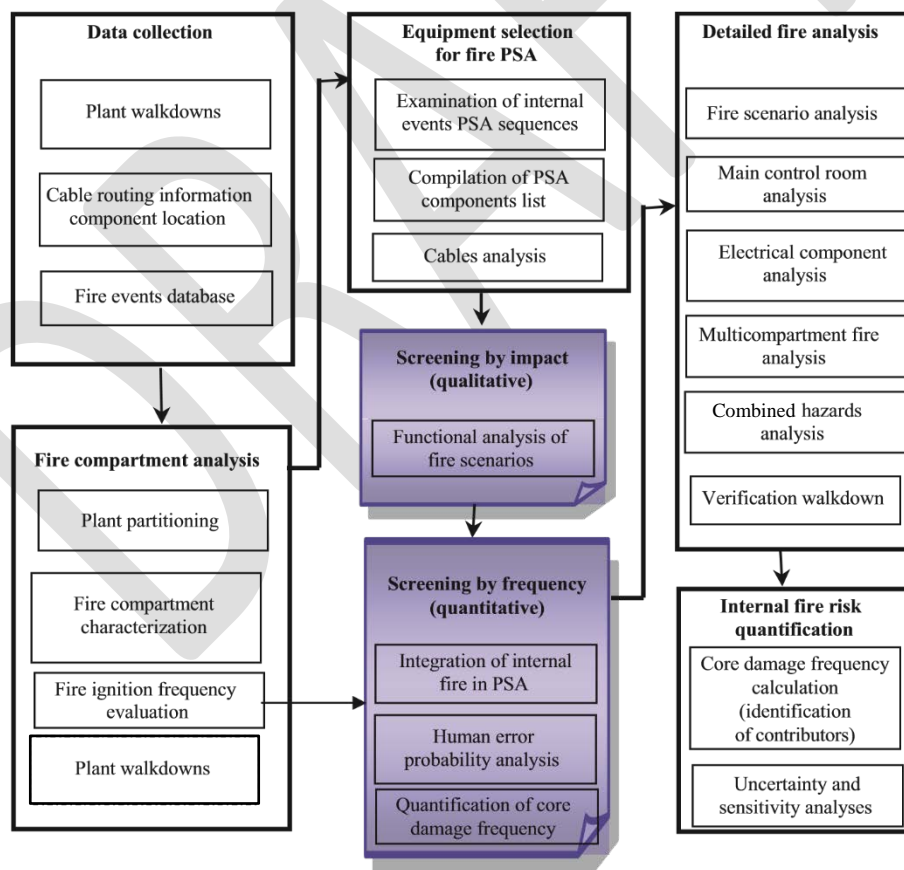 Data collection
Plant walkdowns
Cable routing information
component location
Fire events database
Fire compartment analysis
Plant partitioning
Fire compartment
characterization
Fire ignition frequency
evaluation
Plant walkdowns
Equipment selection
for fire PSA
Examination of internal
events PSA sequences
Compilation of PSA
components list
Cables analysis
Screening by impact
(qualitative)
Functional analysis of
fire scenarios
Screening by frequency
(quantitative)
Integration of internal
fire in PSA
Human error
probability analysis
Quantification of core
damage frequency
Detailed fire analysis
Fire scenario analysis
Main control room
analysis
Electrical component
analysis
Multicompartment fire
analysis
Combined hazards
analysis
Verification walkdown
Internal fire risk
quantification
Core damage frequency
calculation
(identification
of contributors)
Uncertainty and
sensitivity analyses
DRAFT